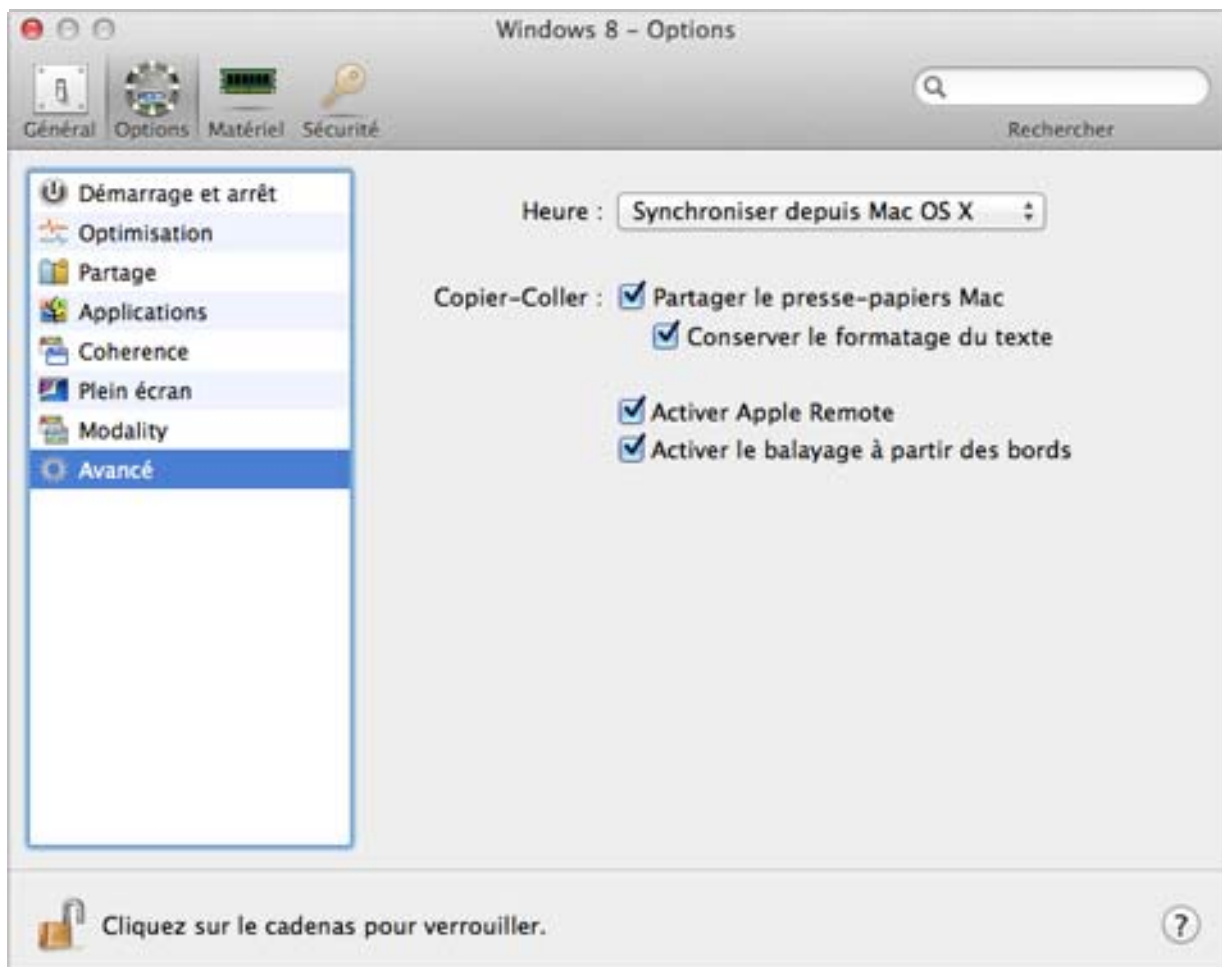 Windows 8 – Options
Général Options Matériel Sécurité
Rechercher
Démarrage et arrêt
Optimisation
Partage
Applications
Coherence
Plein écran
Modality
Avancé
Heure : Synchroniser depuis Mac OS X
Copier-Coller : Partager le presse-papiers Mac
Conserver le formatage du texte
Activer Apple Remote
Activer le balayage à partir des bords
Cliquez sur le cadenas pour verrouiller.
?